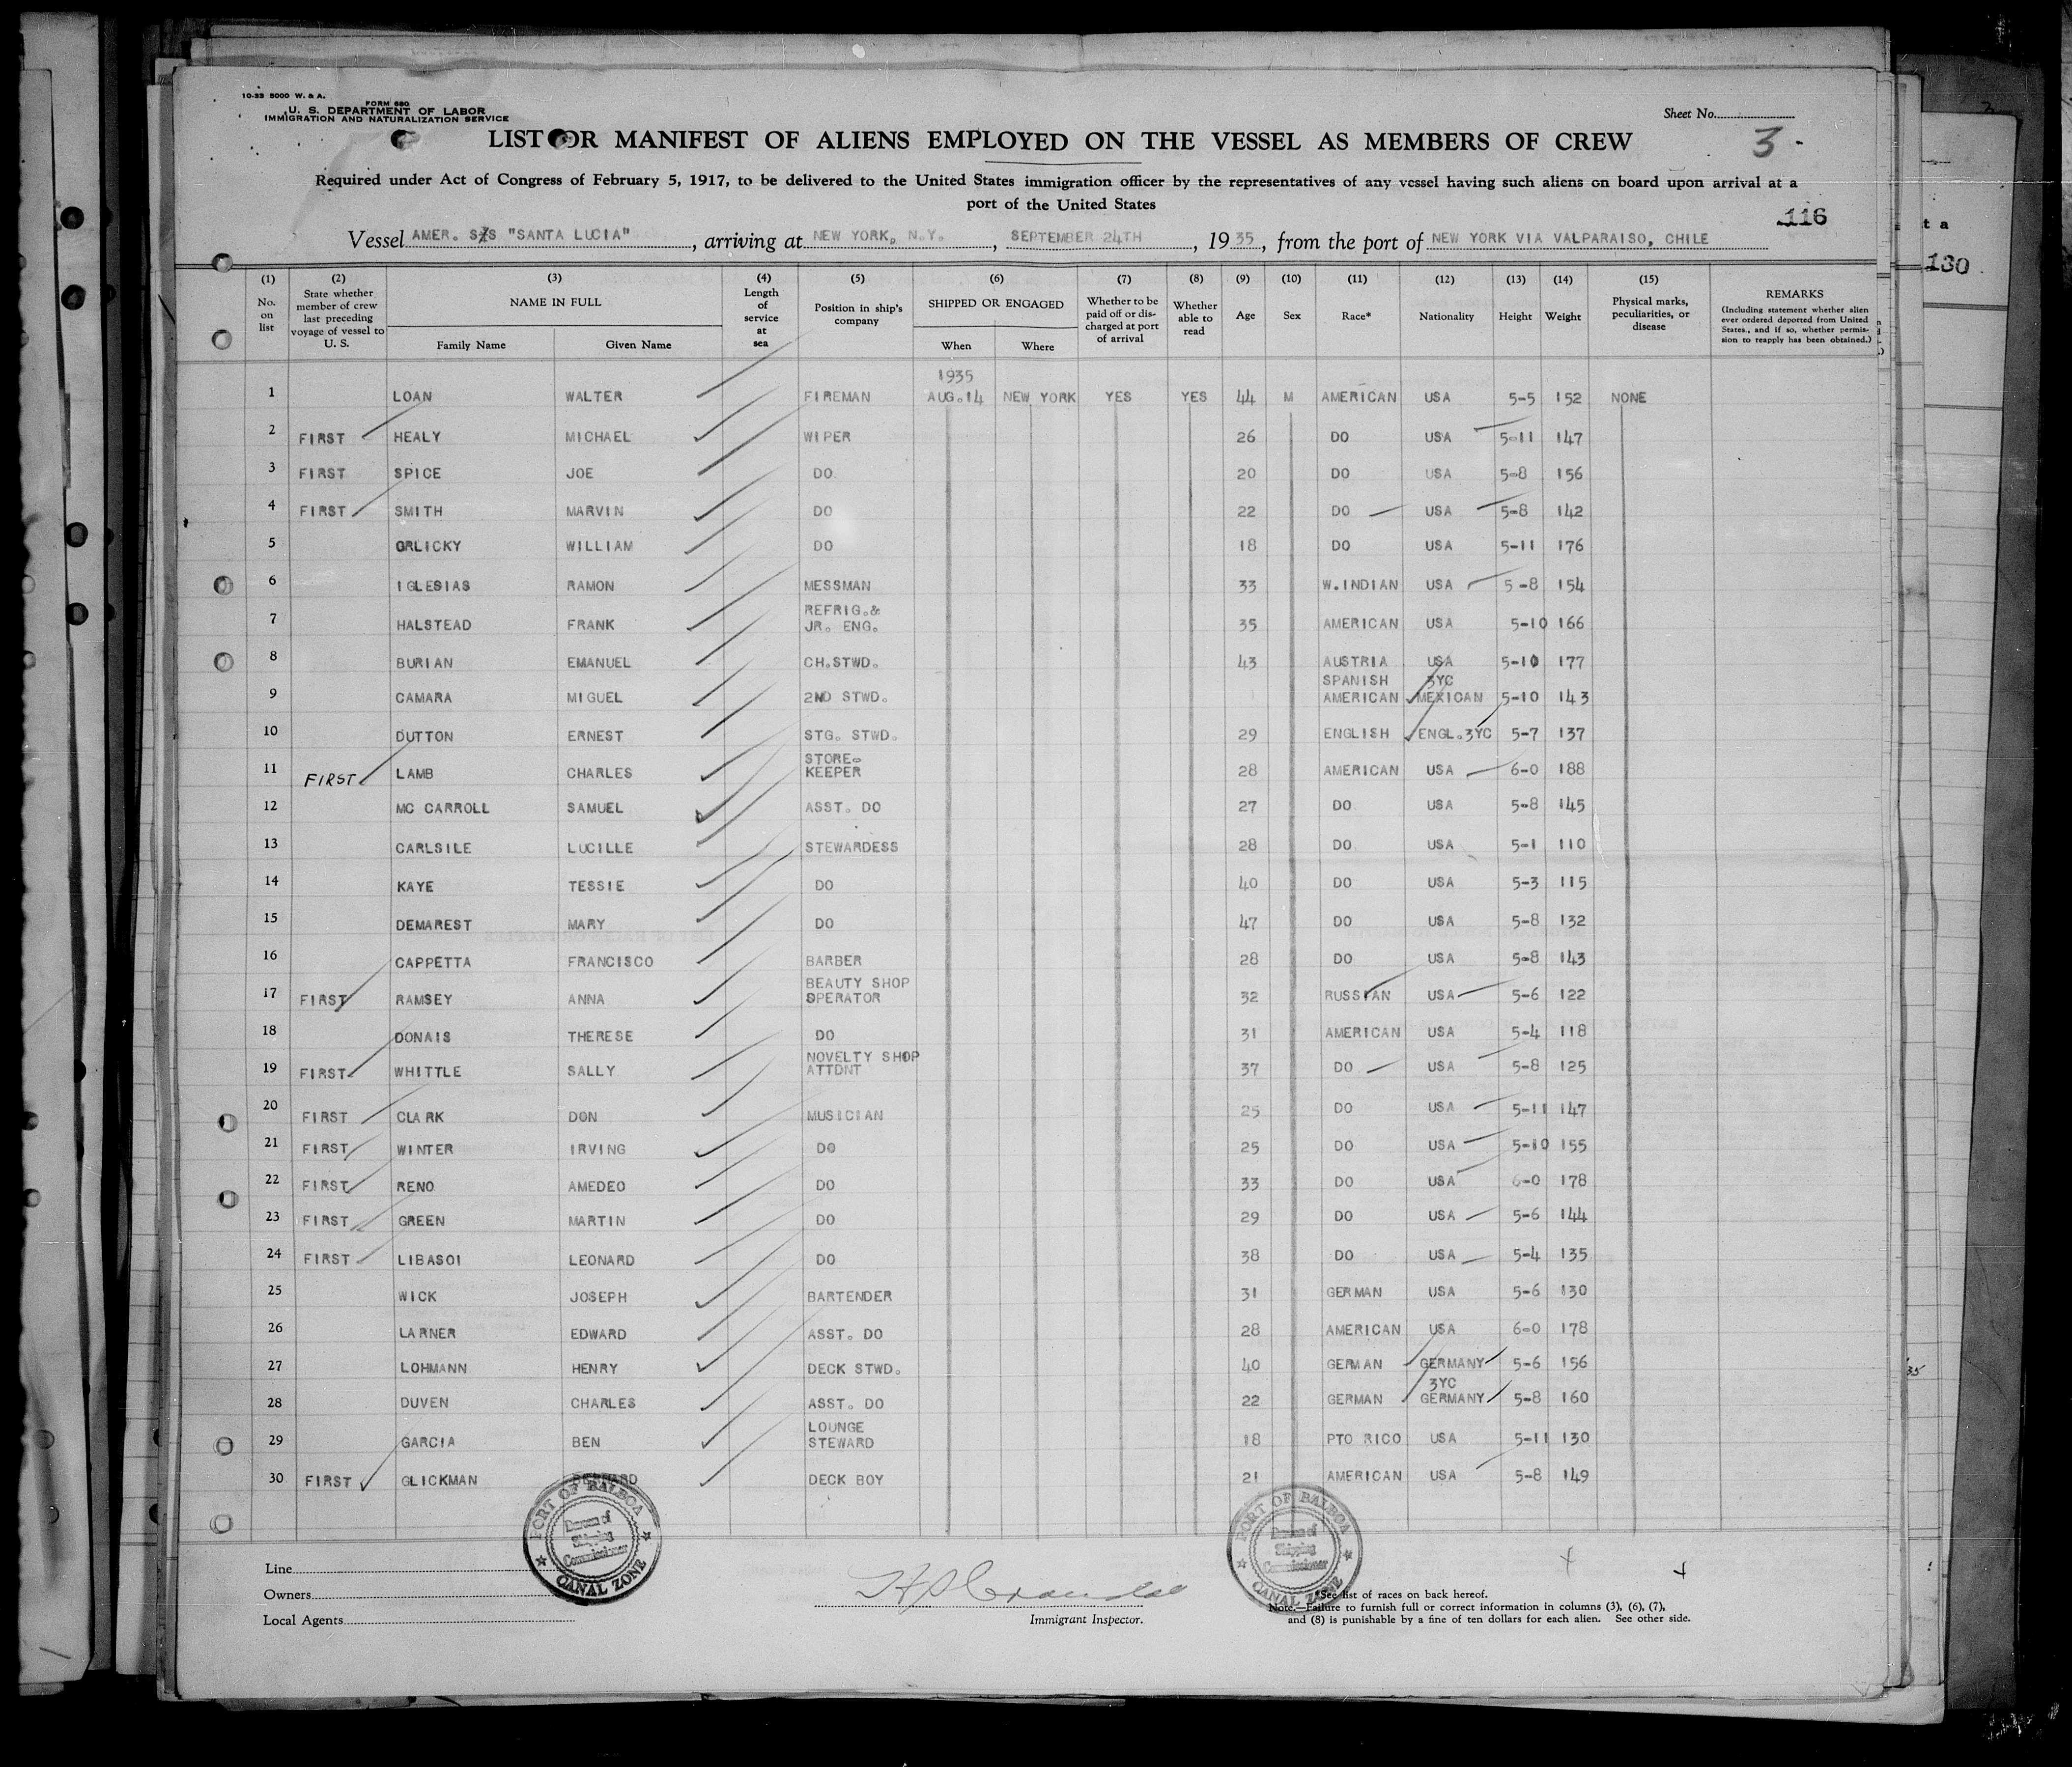 10-33 5000 W. & A.
FORM 680
U. S. DEPARTMENT OF LABOR
IMMIGRATION AND NATURALIZATION SERVICE
Sheet No.
3
LIST OR MANIFEST OF ALIENS EMPLOYED ON THE VESSEL AS MEMBERS OF CREW
Required under Act of Congress of February 5, 1917, to be delivered to the United States immigration officer by the representatives of any vessel having such aliens on board upon arrival at a
port of the United States
116
Vessel AMER. S/S "SANTA LUCIA", arriving at NEW YORK, N.Y., SEPTEMBER 24TH, 1935, from the port of NEW YORK VIA VALPARAISO, CHILE
t a
130
(1) (2) (3) (4) (5) (6) (7) (8) (9) (10) (11) (12) (13) (14) (15)
No. on list
State whether member of crew last preceding voyage of vessel to U. S.
NAME IN FULL
Family Name Given Name
Length of service at sea
Position in ship's company
SHIPPED OR ENGAGED
When Where
Whether to be paid off or discharged at port of arrival
Whether able to read
Age
Sex
Race*
Nationality
Height
Weight
Physical marks, peculiarities, or disease
REMARKS
(Including statement whether alien ever ordered deported from United States, and if so, whether permission to reapply has been obtained.)
1935
1 LOAN WALTER FIREMAN AUG.14 NEW YORK YES YES 44 M AMERICAN USA 5-5 152 NONE
2 FIRST HEALY MICHAEL WIPER 26 DO USA 5-11 147
3 FIRST SPICE JOE DO 20 DO USA 5-8 156
4 FIRST SMITH MARVIN DO 22 DO USA 5-8 142
5 ORLICKY WILLIAM DO 18 DO USA 5-11 176
6 IGLESIAS RAMON MESSMAN 33 W.INDIAN USA 5-8 154
7 HALSTEAD FRANK REFRIG.& JR. ENG. 35 AMERICAN USA 5-10 166
8 BURIAN EMANUEL CH.STWD. 43 AUSTRIA USA 5-10 177
9 CAMARA MIGUEL 2ND STWD. SPANISH AMERICAN 3YC MEXICAN 5-10 143
10 DUTTON ERNEST STG. STWD. 29 ENGLISH ENGL.3YC 5-7 137
11 FIRST LAMB CHARLES STORE-KEEPER 28 AMERICAN USA 6-0 188
12 MC CARROLL SAMUEL ASST. DO 27 DO USA 5-8 145
13 CARLSILE LUCILLE STEWARDESS 28 DO USA 5-1 110
14 KAYE TESSIE DO 40 DO USA 5-3 115
15 DEMAREST MARY DO 47 DO USA 5-8 132
16 CAPPETTA FRANCISCO BARBER 28 DO USA 5-8 143
17 FIRST RAMSEY ANNA BEAUTY SHOP OPERATOR 32 RUSSIAN USA 5-6 122
18 DONAIS THERESE DO 31 AMERICAN USA 5-4 118
19 FIRST WHITTLE SALLY NOVELTY SHOP ATTDNT 37 DO USA 5-8 125
20 FIRST CLARK DON MUSICIAN 25 DO USA 5-11 147
21 FIRST WINTER IRVING DO 25 DO USA 5-10 155
22 FIRST RENO AMEDEO DO 33 DO USA 6-0 178
23 FIRST GREEN MARTIN DO 29 DO USA 5-6 144
24 FIRST LIBASOI LEONARD DO 38 DO USA 5-4 135
25 WICK JOSEPH BARTENDER 31 GERMAN USA 5-6 130
26 LARNER EDWARD ASST. DO 28 AMERICAN USA 6-0 178
27 LOHMANN HENRY DECK STWD. 40 GERMAN GERMANY 5-6 156
28 DUVEN CHARLES ASST. DO 22 GERMAN 3YC GERMANY 5-8 160
29 GARCIA BEN LOUNGE STEWARD 18 PTO RICO USA 5-11 130
30 FIRST GLICKMAN DECK BOY 21 AMERICAN USA 5-8 149
PORT OF BALBOA
Bureau of Shipping Commissioner
CANAL ZONE
PORT OF BALBOA
Bureau of Shipping Commissioner
CANAL ZONE
Line
Owners
Local Agents
Immigrant Inspector.
*See list of races on back hereof.
Note.—Failure to furnish full or correct information in columns (3), (6), (7),
and (8) is punishable by a fine of ten dollars for each alien. See other side.